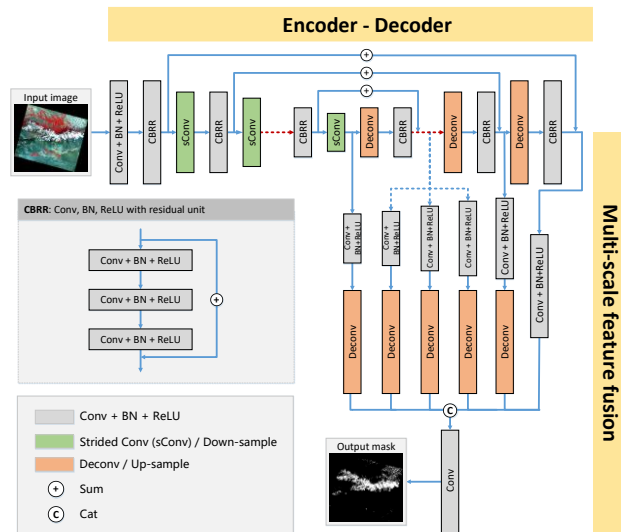 Encoder - Decoder
Input image
Conv + BN + ReLU
CBRR
sConv
CBRR
sConv
CBRR
sConv
Deconv
CBRR
Deconv
CBRR
Deconv
CBRR
+
+
+
Multi-scale feature fusion
CBRR: Conv, BN, ReLU with residual unit
Conv + BN + ReLU
Conv + BN + ReLU
Conv + BN + ReLU
+
Conv +
BN+ReLU
Conv +
BN+ReLU
Conv + BN+ReLU
Conv + BN+ReLU
Conv + BN+ReLU
Conv + BN+ReLU
Deconv
Deconv
Deconv
Deconv
Deconv
C
Conv
Output mask
Conv + BN + ReLU
Strided Conv (sConv) / Down-sample
Deconv / Up-sample
+ Sum
C Cat